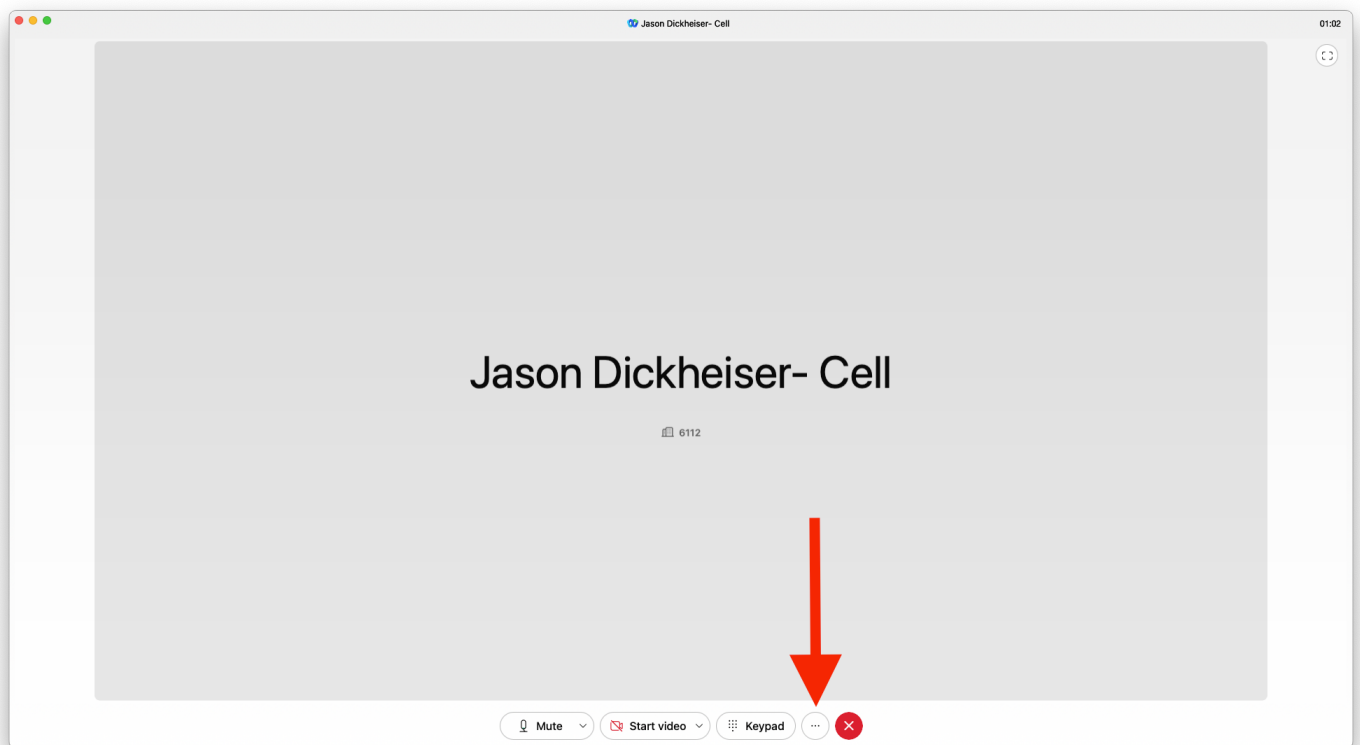 Jason Dickheiser- Cell
01:02
Jason Dickheiser- Cell
6112
Mute
Start video
Keypad